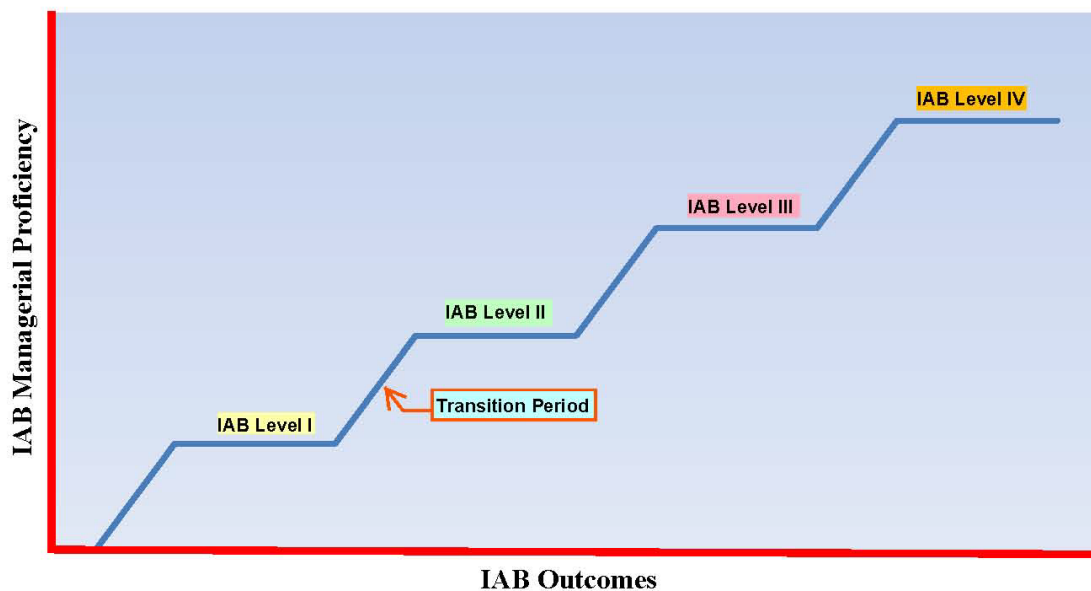 IAB Managerial Proficiency
IAB Level IV
IAB Level III
IAB Level II
Transition Period
IAB Level I
IAB Outcomes